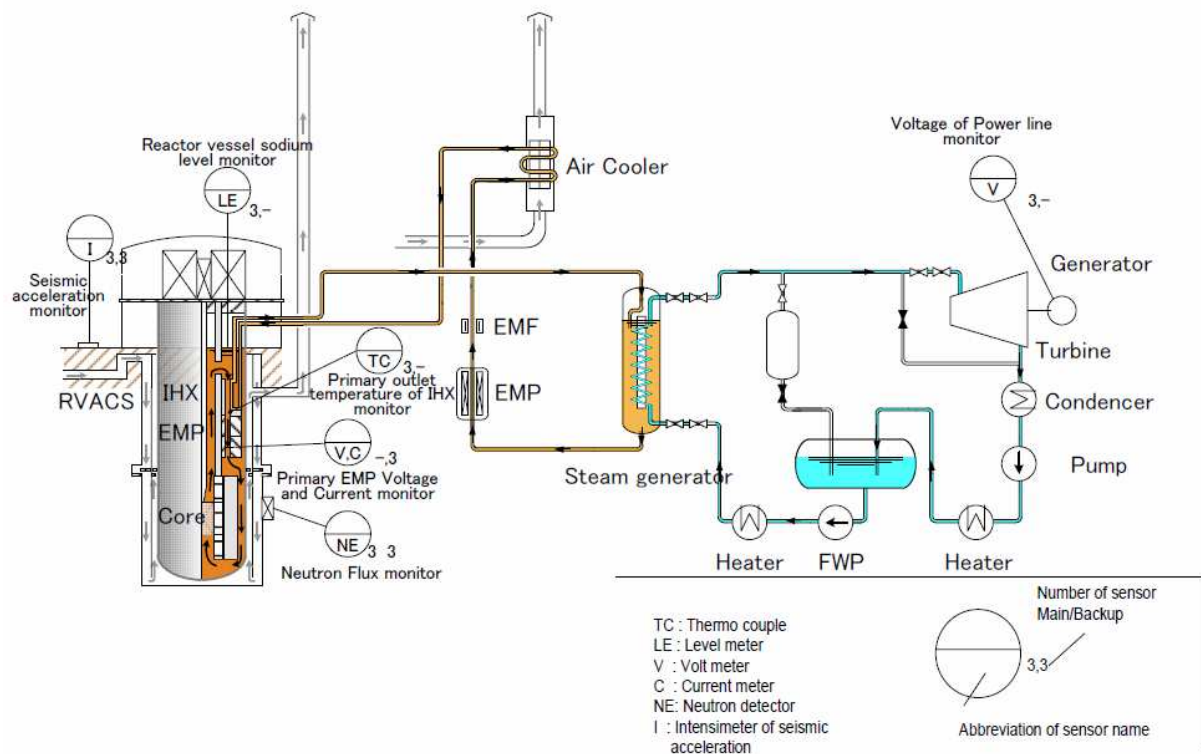 Reactor vessel sodium
level monitor
LE
3,-
I
3,3
Seismic
acceleration
monitor
RVACS
IHX
EMP
Core
TC
3,-
Primary outlet
temperature of IHX
monitor
V,C
-,3
Primary EMP Voltage
and Current monitor
NE
3 3
Neutron Flux monitor
Air Cooler
EMF
EMP
Steam generator
Voltage of Power line
monitor
V
3,-
Generator
Turbine
Condencer
Pump
Heater
FWP
Heater
TC : Thermo couple
LE : Level meter
V : Volt meter
C : Current meter
NE: Neutron detector
I : Intensimeter of seismic
acceleration
Number of sensor
Main/Backup
3,3
Abbreviation of sensor name